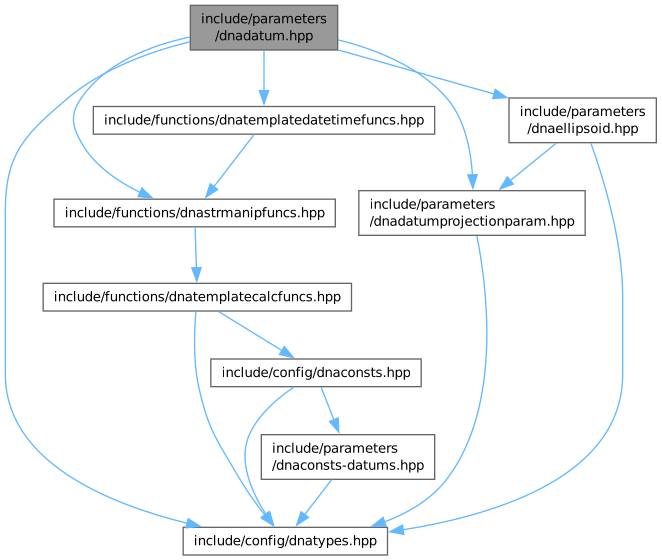 include/parameters
/dnadatum.hpp
include/functions/dnatemplatedatetimefuncs.hpp
include/parameters
/dnaellipsoid.hpp
include/functions/dnastrmanipfuncs.hpp
include/parameters
/dnadatumprojectionparam.hpp
include/functions/dnatemplatecalcfuncs.hpp
include/config/dnaconsts.hpp
include/parameters
/dnaconsts-datums.hpp
include/config/dnatypes.hpp